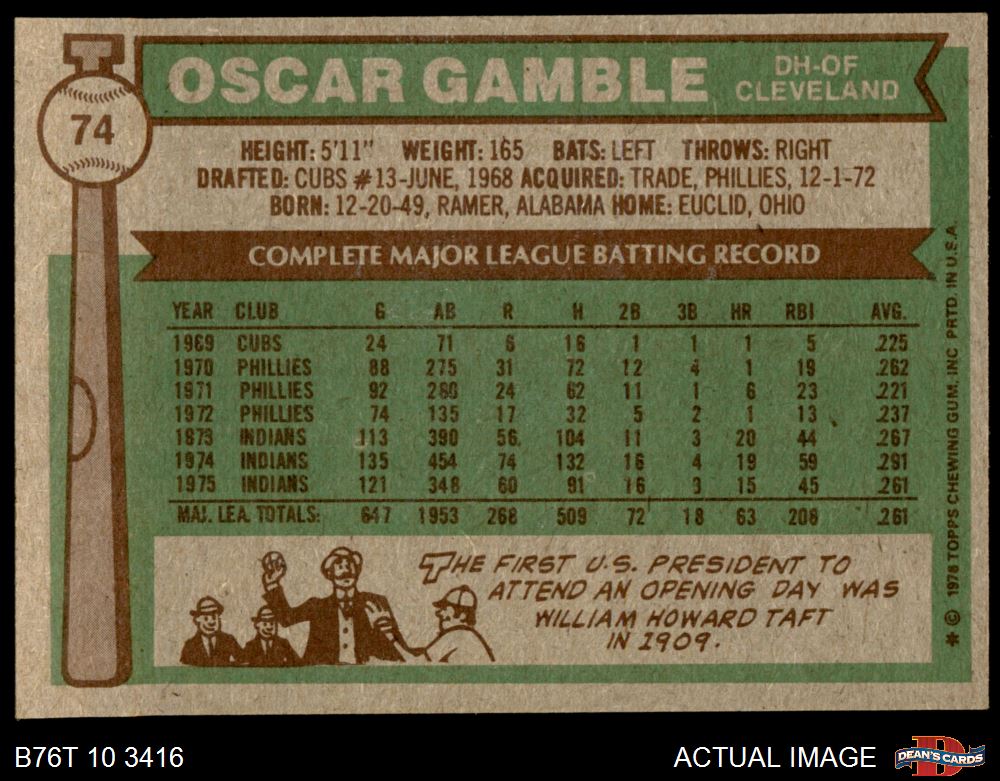 74
OSCAR GAMBLE DH-OF CLEVELAND
HEIGHT: 5'11" WEIGHT: 165 BATS: LEFT THROWS: RIGHT
DRAFTED: CUBS #13-JUNE, 1968 ACQUIRED: TRADE, PHILLIES, 12-1-72
BORN: 12-20-49, RAMER, ALABAMA HOME: EUCLID, OHIO
COMPLETE MAJOR LEAGUE BATTING RECORD
YEAR CLUB G AB R H 2B 3B HR RBI AVG.
1969 CUBS 24 71 6 16 1 1 1 5 .225
1970 PHILLIES 88 275 31 72 12 4 1 19 .262
1971 PHILLIES 92 280 24 62 11 1 6 23 .221
1972 PHILLIES 74 135 17 32 5 2 1 13 .237
1973 INDIANS 113 390 56 104 11 3 20 44 .267
1974 INDIANS 135 454 74 132 16 4 19 59 .291
1975 INDIANS 121 348 60 91 16 3 15 45 .261
MAJ. LEA. TOTALS: 647 1953 268 509 72 18 63 208 .261
THE FIRST U.S. PRESIDENT TO
ATTEND AN OPENING DAY WAS
WILLIAM HOWARD TAFT
IN 1909.
* © 1976 TOPPS CHEWING GUM, INC PRTD. IN U.S.A.
B76T 10 3416
ACTUAL IMAGE
DEAN'S CARDS